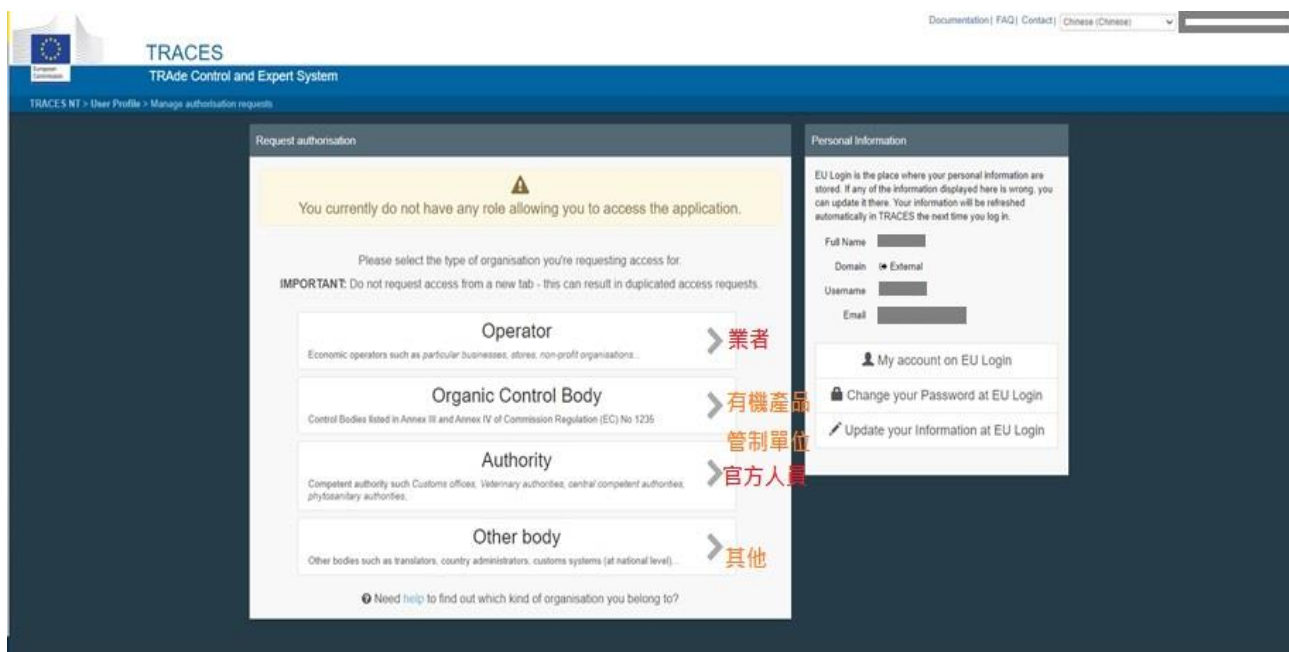 Documentation| FAQ| Contact| Chinese (Chinese)
European
Commission
TRACES
TRAde Control and Expert System
TRACES NT > User Profile > Manage authorisation requests
Request authorisation
You currently do not have any role allowing you to access the application.
Please select the type of organisation you're requesting access for.
IMPORTANT: Do not request access from a new tab - this can result in duplicated access requests.
Operator
Economic operators such as particular businesses, stores, non-profit organisations...
業者
Organic Control Body
Control Bodies listed in Annex III and Annex IV of Commission Regulation (EC) No 1235
有機產品
管制單位
Authority
Competent authority such Customs offices, Veterinary authorities, central competent authorities,
phytosanitary authorities,
官方人員
Other body
Other bodies such as translators, country administrators, customs systems (at national level)...
其他
Need help to find out which kind of organisation you belong to?
Personal Information
EU Login is the place where your personal information are
stored. If any of the information displayed here is wrong, you
can update it there. Your information will be refreshed
automatically in TRACES the next time you log in.
Full Name
Domain External
Username
Email
My account on EU Login
Change your Password at EU Login
Update your Information at EU Login